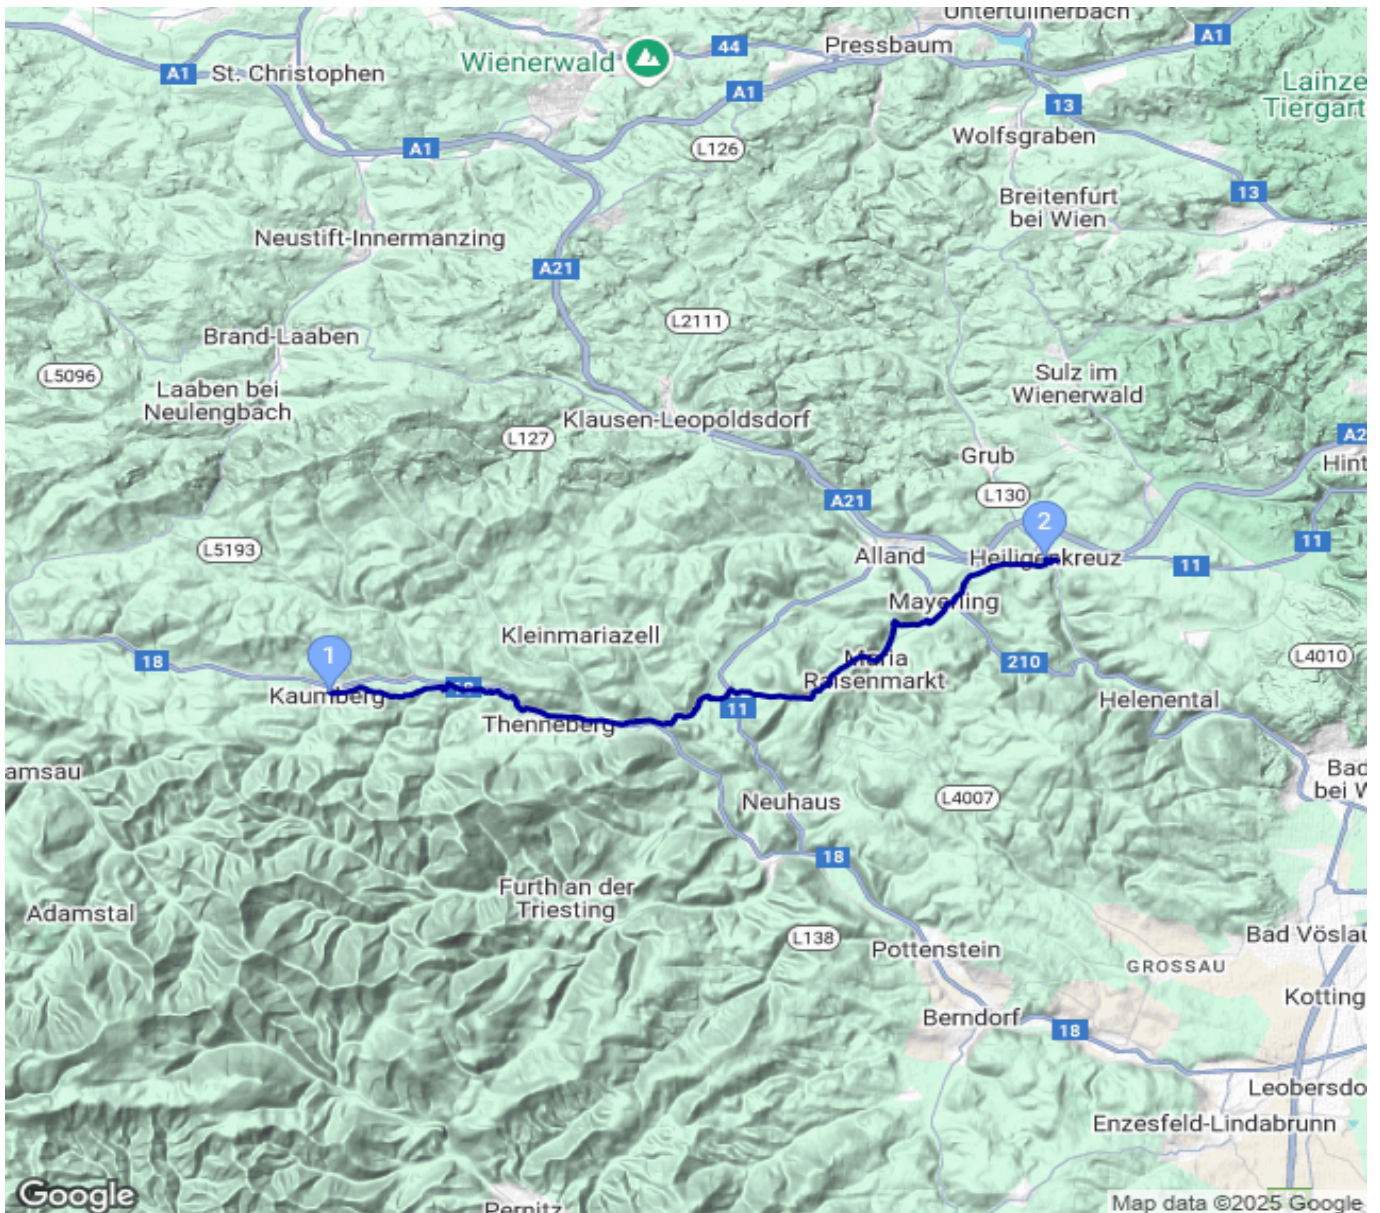 Untertullnerbach
44
A1
Pressbaum
Wienerwald
A1
St. Christophen
A1
Lainze
Tiergart
13
Wolfsgraben
A1
L126
13
Breitenfurt
bei Wien
Neustift-Innermanzing
A21
L2111
Brand-Laaben
L5096
Sulz im
Wienerwald
Laaben bei
Neulengbach
Klausen-Leopoldsdorf
L127
A2
Grub
Hint
L130
A21
2
L5193
Alland
Heiligenkreuz
11
11
Mayerling
Kleinmariazell
1
18
Maria
Raisenmarkt
210
L4010
Kaumberg
18
Helenental
11
Thenneberg
amsau
Bad
bei W
Neuhaus
L4007
18
Furth an der
Triesting
Adamstal
L138
Pottenstein
Bad Vöslau
GROSSAU
Kotting
Berndorf
18
Leobersdo
Enzesfeld-Lindabrunn
Google
Pernitz
Map data ©2025 Google